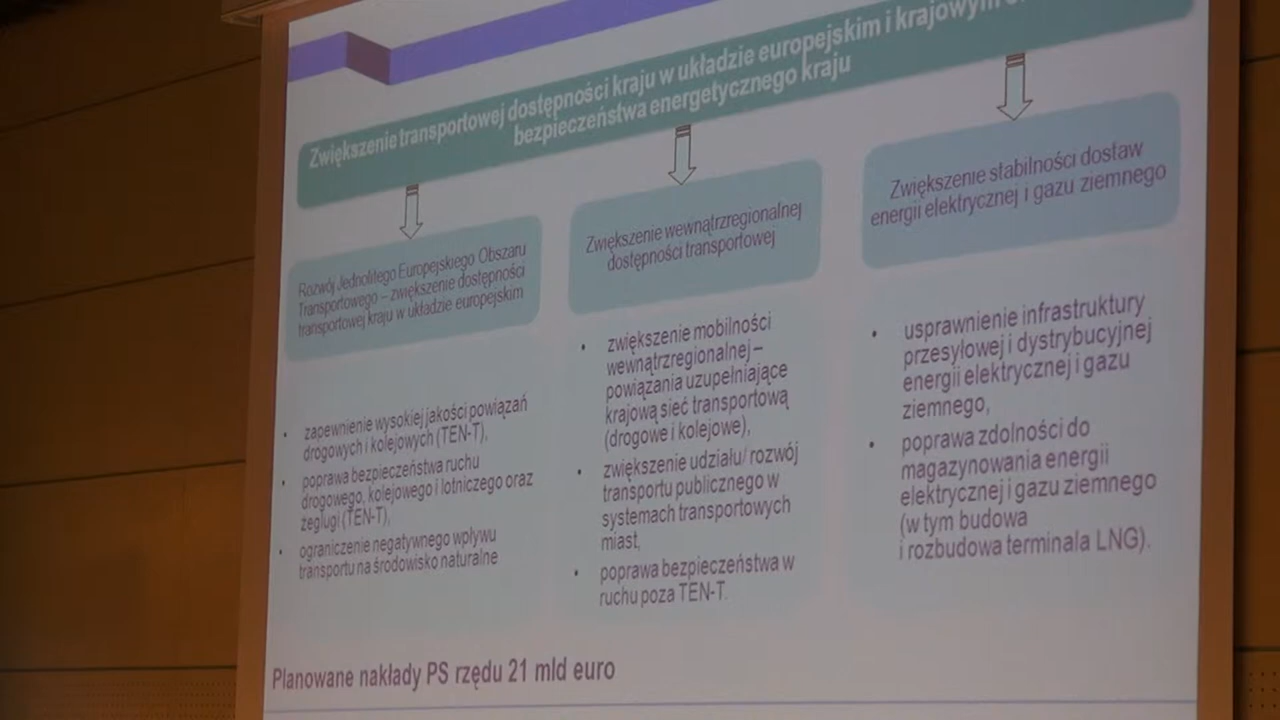 Zwiększenie transportowej dostępności kraju w układzie europejskim i krajowym
bezpieczeństwa energetycznego kraju
Rozwój Jednolitego Europejskiego Obszaru
Transportowego – zwiększenie dostępności
transportowej kraju w układzie europejskim
• zapewnienie wysokiej jakości powiązań
drogowych i kolejowych (TEN-T),
• poprawa bezpieczeństwa ruchu
drogowego, kolejowego i lotniczego oraz
żeglugi (TEN-T),
• ograniczenie negatywnego wpływu
transportu na środowisko naturalne
Zwiększenie wewnątrzregionalnej
dostępności transportowej
• zwiększenie mobilności
wewnątrzregionalnej –
powiązania uzupełniające
krajową sieć transportową
(drogowe i kolejowe),
• zwiększenie udziału/ rozwój
transportu publicznego w
systemach transportowych
miast,
• poprawa bezpieczeństwa w
ruchu poza TEN-T.
Zwiększenie stabilności dostaw
energii elektrycznej i gazu ziemnego
• usprawnienie infrastruktury
przesyłowej i dystrybucyjnej
energii elektrycznej i gazu
ziemnego,
• poprawa zdolności do
magazynowania energii
elektrycznej i gazu ziemnego
(w tym budowa
i rozbudowa terminala LNG).
Planowane nakłady PS rzędu 21 mld euro